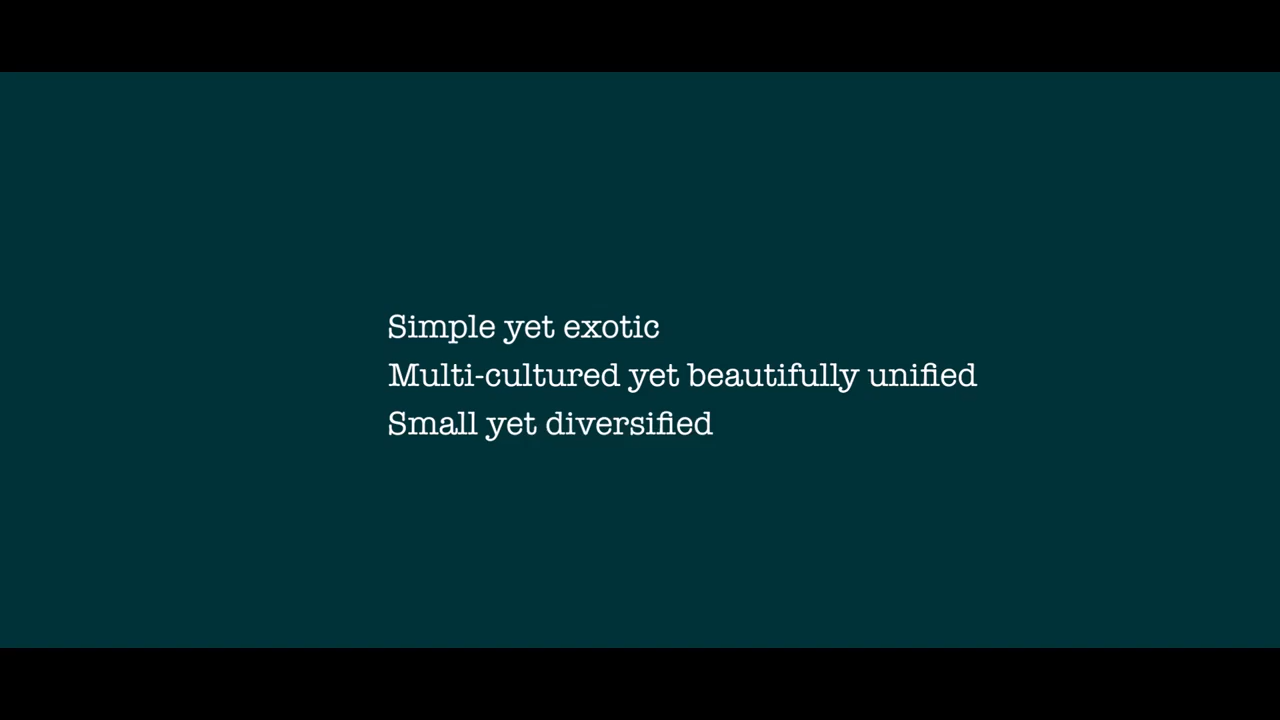 Simple yet exotic
Multi-cultured yet beautifully unified
Small yet diversified